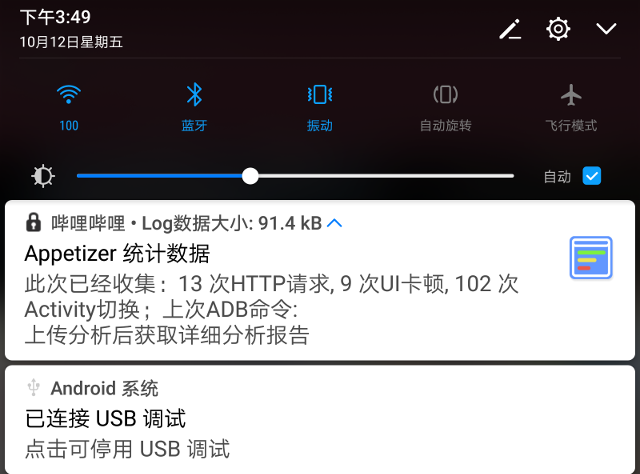 下午3:49
10月12日星期五
100
蓝牙
振动
自动旋转
飞行模式
自动
哔哩哔哩 • Log数据大小: 91.4 kB
Appetizer 统计数据
此次已经收集：13 次HTTP请求, 9 次UI卡顿, 102 次
Activity切换；上次ADB命令:
上传分析后获取详细分析报告
Android 系统
已连接 USB 调试
点击可停用 USB 调试